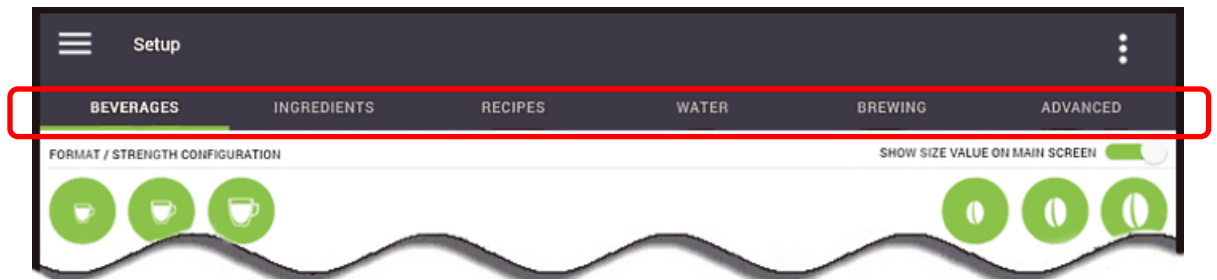 Setup
BEVERAGES INGREDIENTS RECIPES WATER BREWING ADVANCED
FORMAT / STRENGTH CONFIGURATION SHOW SIZE VALUE ON MAIN SCREEN